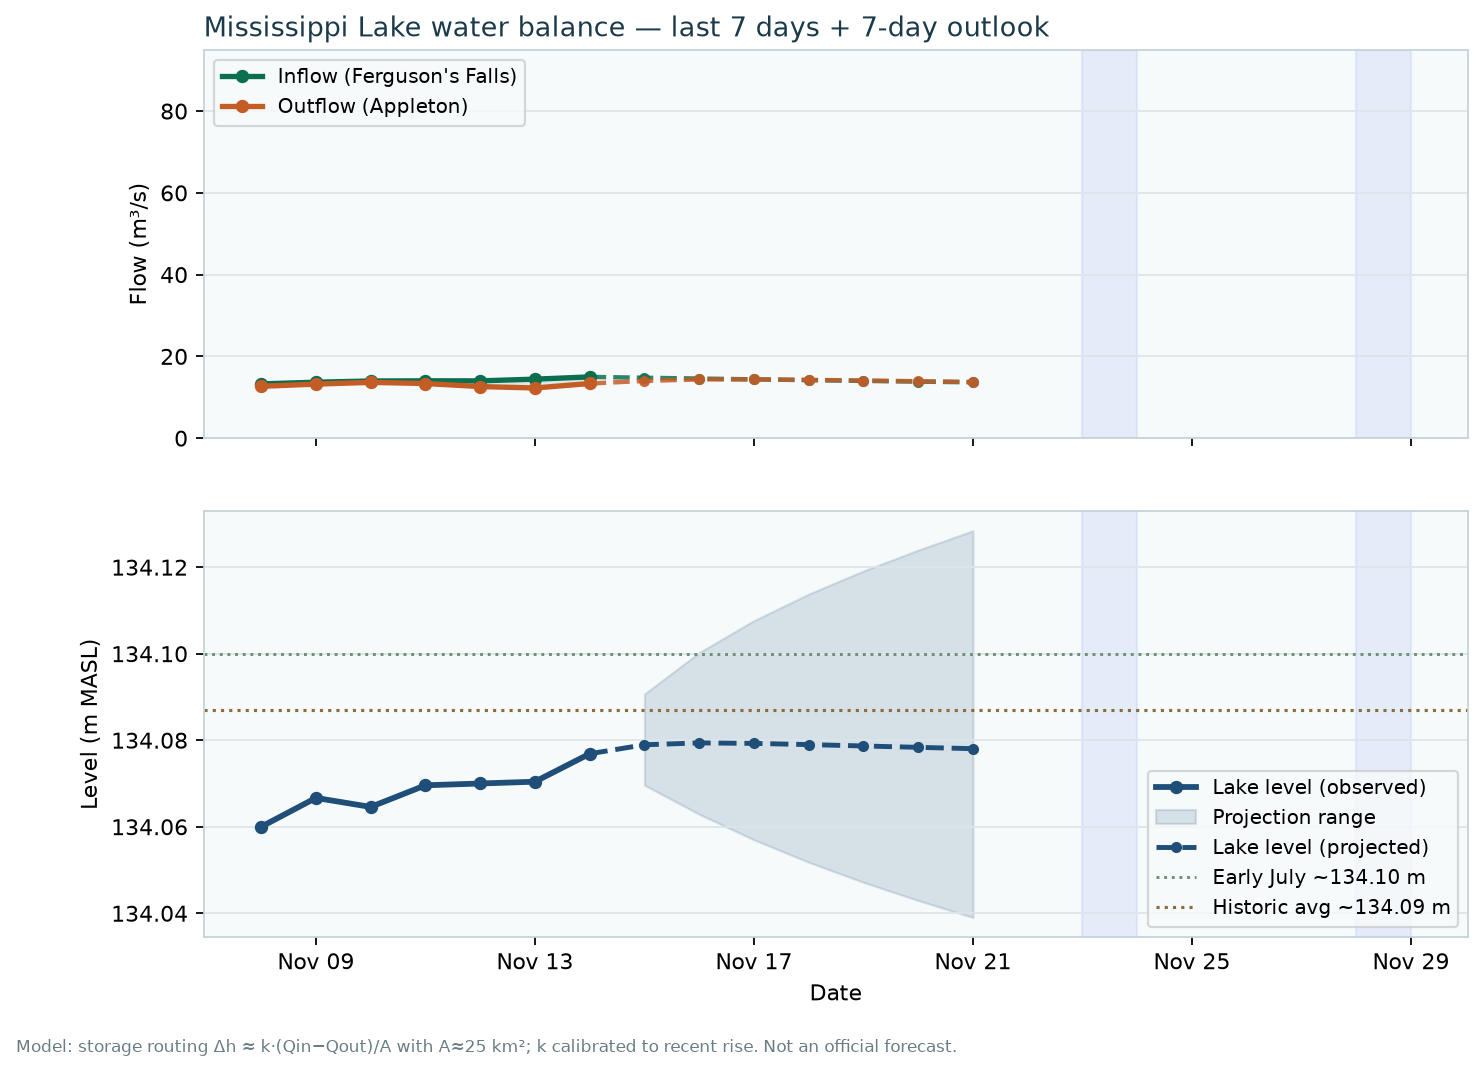 Mississippi Lake water balance — last 7 days + 7-day outlook
Inflow (Ferguson's Falls)
Outflow (Appleton)
Flow (m³/s)
80
60
40
20
0
Level (m MASL)
134.12
134.10
134.08
134.06
134.04
Lake level (observed)
Projection range
Lake level (projected)
Early July ~134.10 m
Historic avg ~134.09 m
Nov 09 Nov 13 Nov 17 Nov 21 Nov 25 Nov 29
Date
Model: storage routing Δh ≈ k·(Qin−Qout)/A with A≈25 km²; k calibrated to recent rise. Not an official forecast.